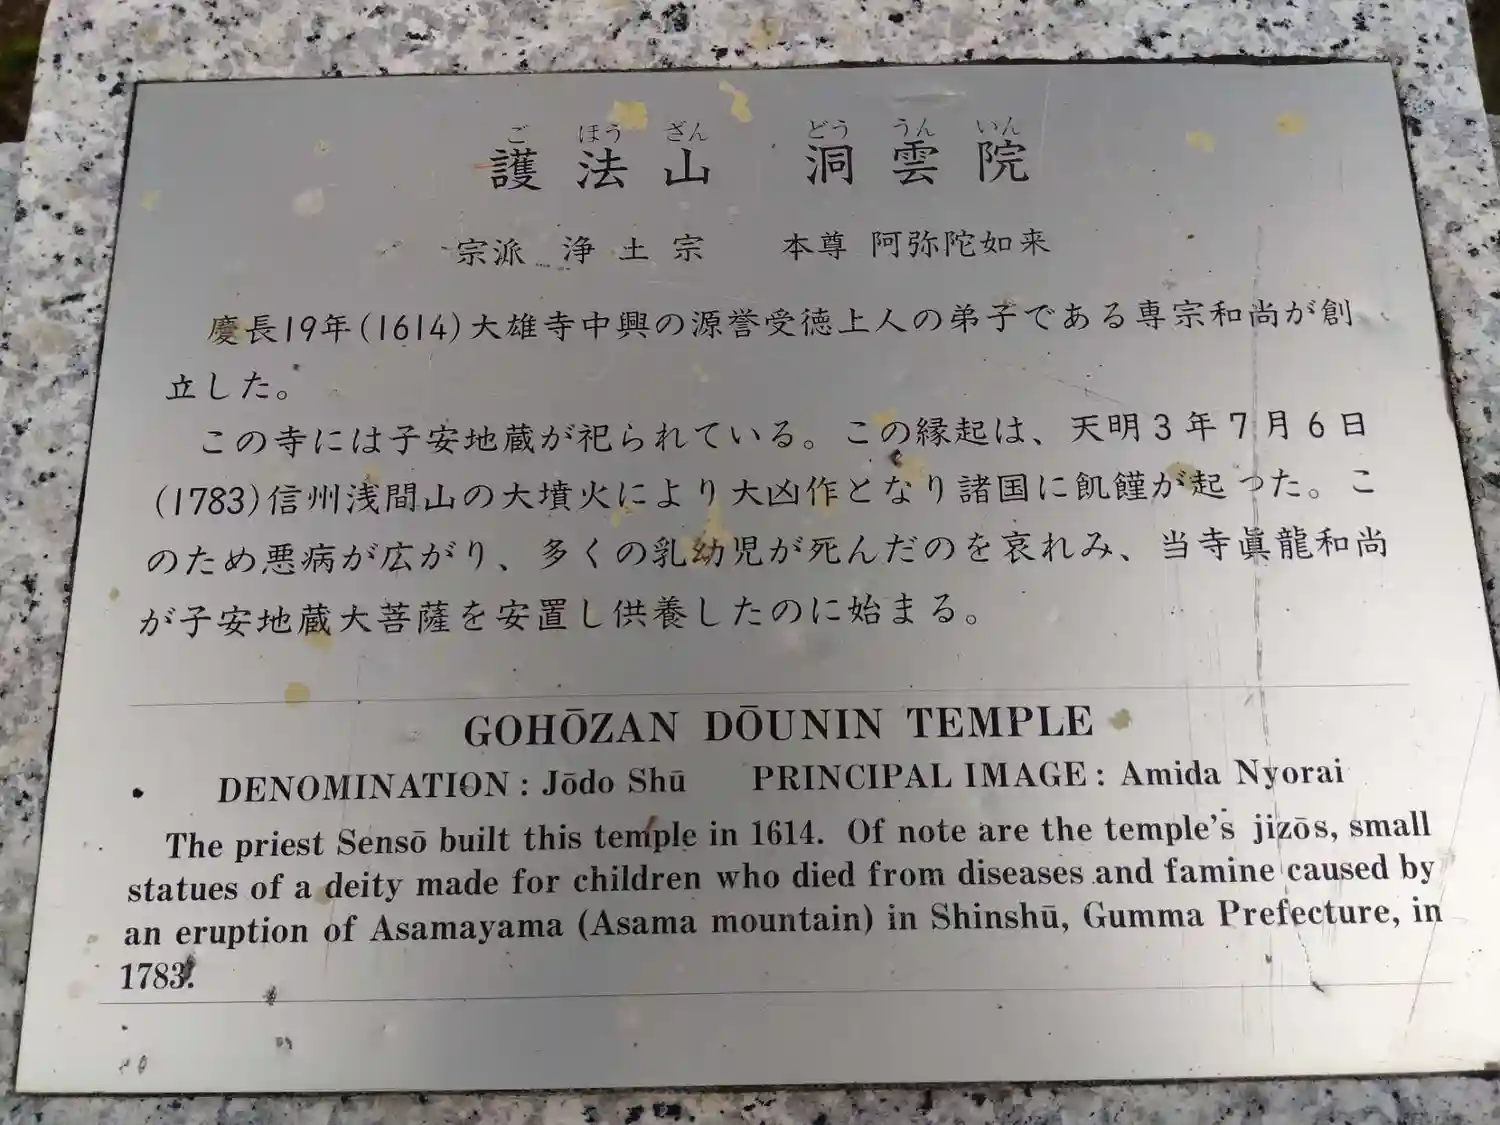 ご ほう ざん どう うん いん
護法山 洞雲院
宗派 浄土宗 本尊 阿弥陀如来
慶長19年(1614)大雄寺中興の源誉受徳上人の弟子である専宗和尚が創
立した。
この寺には子安地蔵が祀られている。この縁起は、天明3年7月6日
(1783)信州浅間山の大墳火により大凶作となり諸国に飢饉が起った。こ
のため悪病が広がり、多くの乳幼児が死んだのを哀れみ、当寺眞龍和尚
が子安地蔵大菩薩を安置し供養したのに始まる。
GOHŌZAN DŌUNIN TEMPLE
DENOMINATION : Jōdo Shū PRINCIPAL IMAGE : Amida Nyorai
The priest Sensō built this temple in 1614. Of note are the temple's jizōs, small
statues of a deity made for children who died from diseases and famine caused by
an eruption of Asamayama (Asama mountain) in Shinshū, Gumma Prefecture, in
1783.